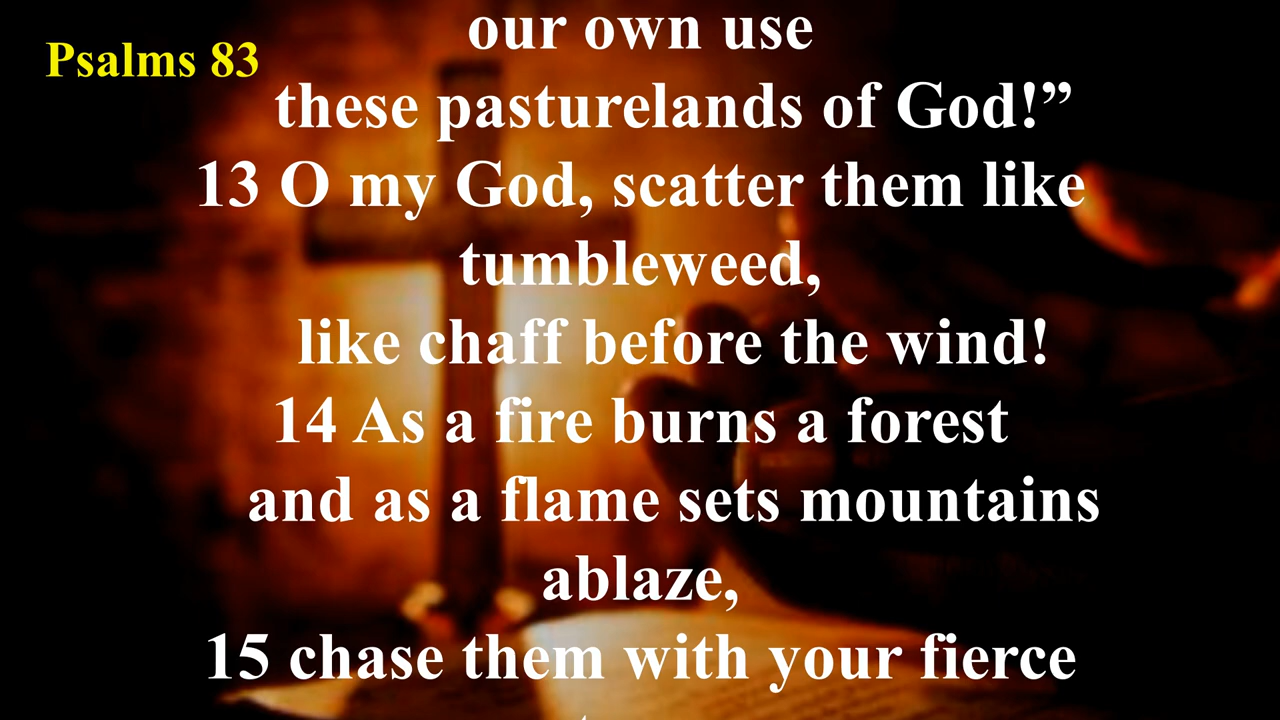 our own use
Psalms 83
these pasturelands of God!”
13 O my God, scatter them like
tumbleweed,
like chaff before the wind!
14 As a fire burns a forest
and as a flame sets mountains
ablaze,
15 chase them with your fierce